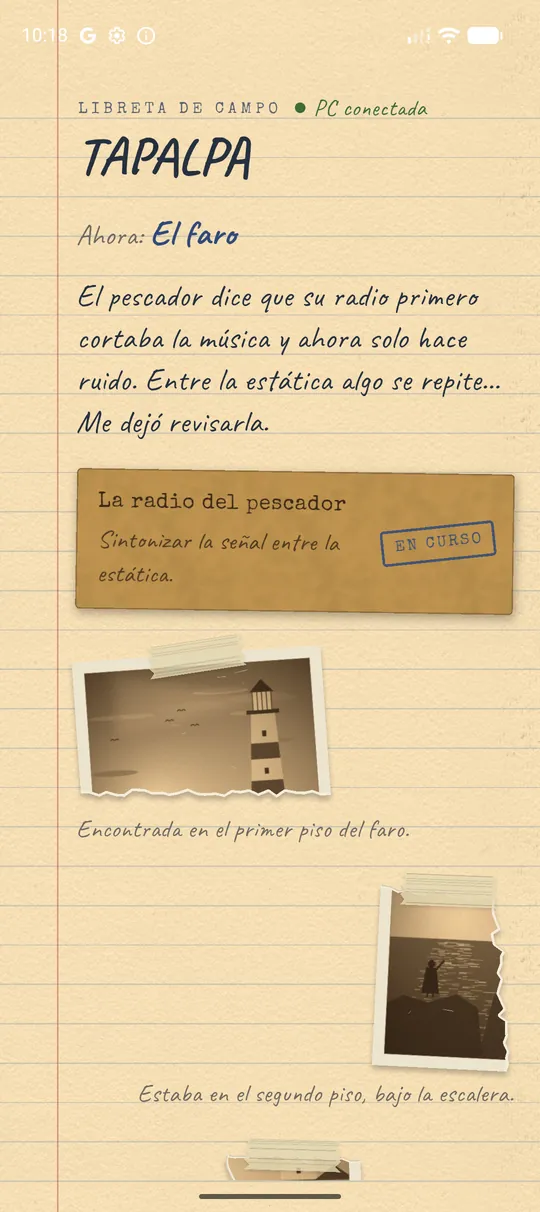 10:18
LIBRETA DE CAMPO
PC conectada
TAPALPA
Ahora: El faro
El pescador dice que su radio primero
cortaba la música y ahora solo hace
ruido. Entre la estática algo se repite...
Me dejó revisarla.
La radio del pescador
Sintonizar la señal entre la
estática.
EN CURSO
Encontrada en el primer piso del faro.
Estaba en el segundo piso, bajo la escalera.